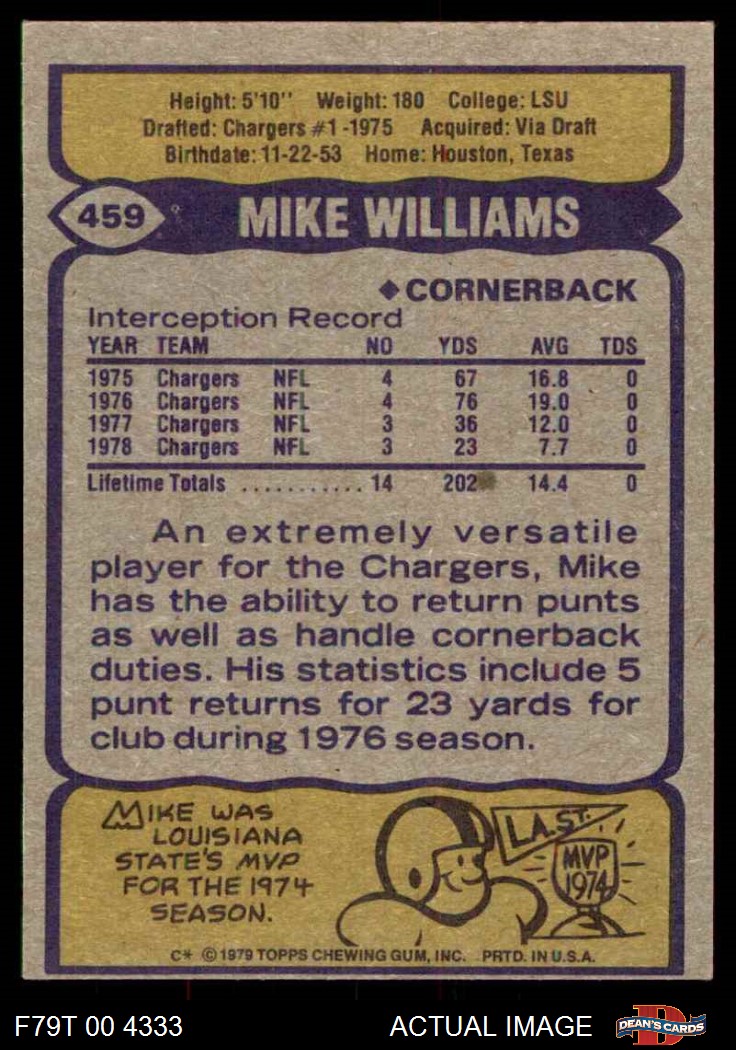 Height: 5'10'' Weight: 180 College: LSU
Drafted: Chargers #1 -1975 Acquired: Via Draft
Birthdate: 11-22-53 Home: Houston, Texas
459 MIKE WILLIAMS
◆CORNERBACK
Interception Record
YEAR TEAM NO YDS AVG TDS
1975 Chargers NFL 4 67 16.8 0
1976 Chargers NFL 4 76 19.0 0
1977 Chargers NFL 3 36 12.0 0
1978 Chargers NFL 3 23 7.7 0
Lifetime Totals ............ 14 202 14.4 0
An extremely versatile
player for the Chargers, Mike
has the ability to return punts
as well as handle cornerback
duties. His statistics include 5
punt returns for 23 yards for
club during 1976 season.
MIKE WAS
LOUISIANA
STATE'S MVP
FOR THE 1974
SEASON.
L.A. ST.
MVP
1974
C* © 1979 TOPPS CHEWING GUM, INC. PRTD. IN U.S.A.
F79T 00 4333 ACTUAL IMAGE D DEAN'S CARDS